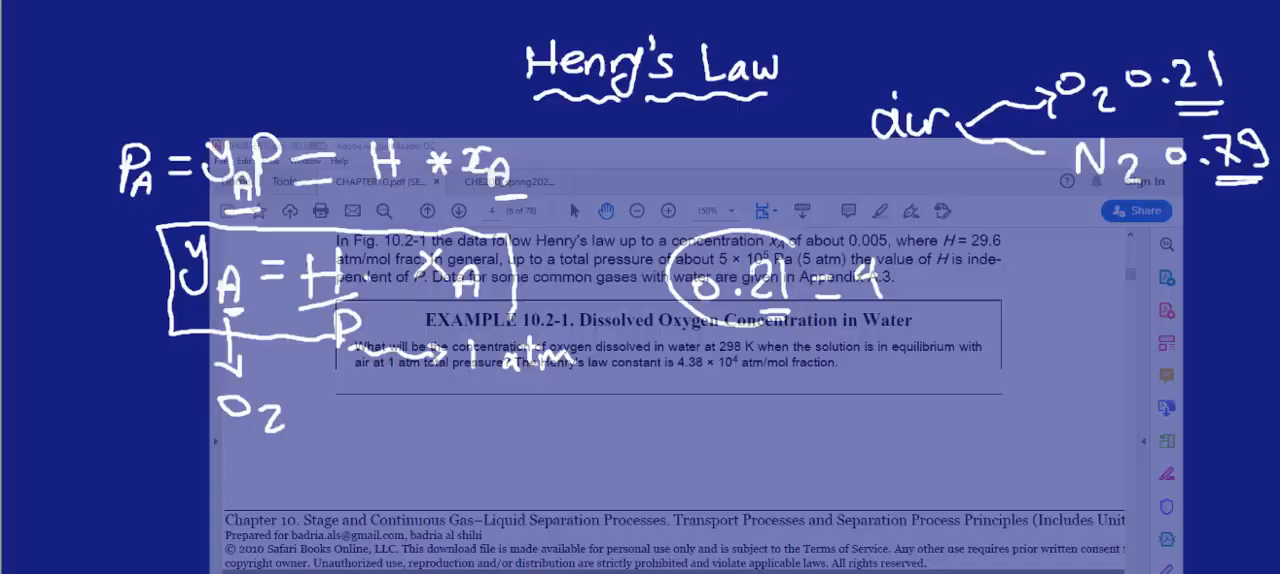 Henry's Law
air → O2 0.21
N2 0.79
PA = yA P = H * xA
yA = H/P · xA
→ 1 atm
O2
0.21 = 4
Help
Tools
CHAPTER10.pdf (SE...
Sign In
4 (6 of 78)
150%
Share
In Fig. 10.2-1 the data follow Henry's law up to a concentration xA of about 0.005, where H = 29.6
atm/mol frac. In general, up to a total pressure of about 5 × 10⁵ Pa (5 atm) the value of H is inde-
pendent of P. Data for some common gases with water are given in Appendix A.3.
EXAMPLE 10.2-1. Dissolved Oxygen Concentration in Water
What will be the concentration of oxygen dissolved in water at 298 K when the solution is in equilibrium with
air at 1 atm total pressure? The Henry's law constant is 4.38 × 10⁴ atm/mol fraction.
Chapter 10. Stage and Continuous Gas–Liquid Separation Processes. Transport Processes and Separation Process Principles (Includes Unit
Prepared for badria.als@gmail.com, badria al shihi
© 2010 Safari Books Online, LLC. This download file is made available for personal use only and is subject to the Terms of Service. Any other use requires prior written consent
copyright owner. Unauthorized use, reproduction and/or distribution are strictly prohibited and violate applicable laws. All rights reserved.